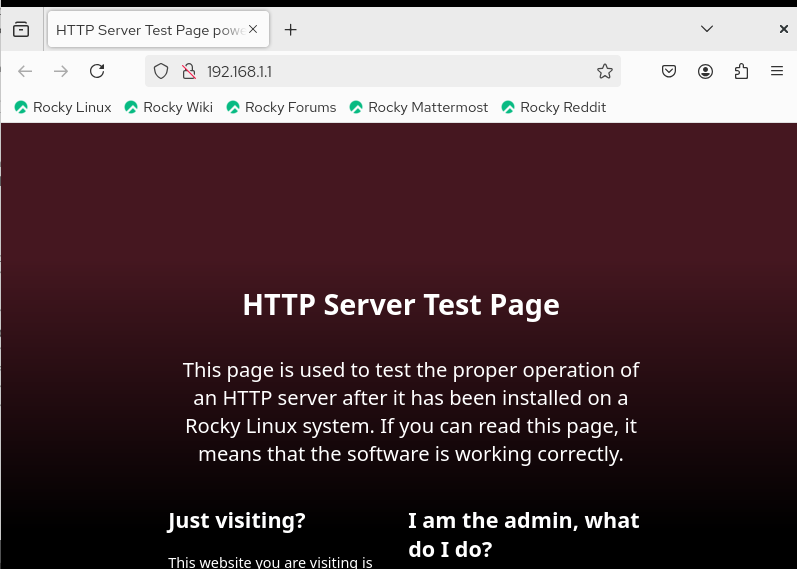 HTTP Server Test Page pow
192.168.1.1
Rocky Linux Rocky Wiki Rocky Forums Rocky Mattermost Rocky Reddit
HTTP Server Test Page
This page is used to test the proper operation of
an HTTP server after it has been installed on a
Rocky Linux system. If you can read this page, it
means that the software is working correctly.
Just visiting?
This website you are visiting is
I am the admin, what
do I do?